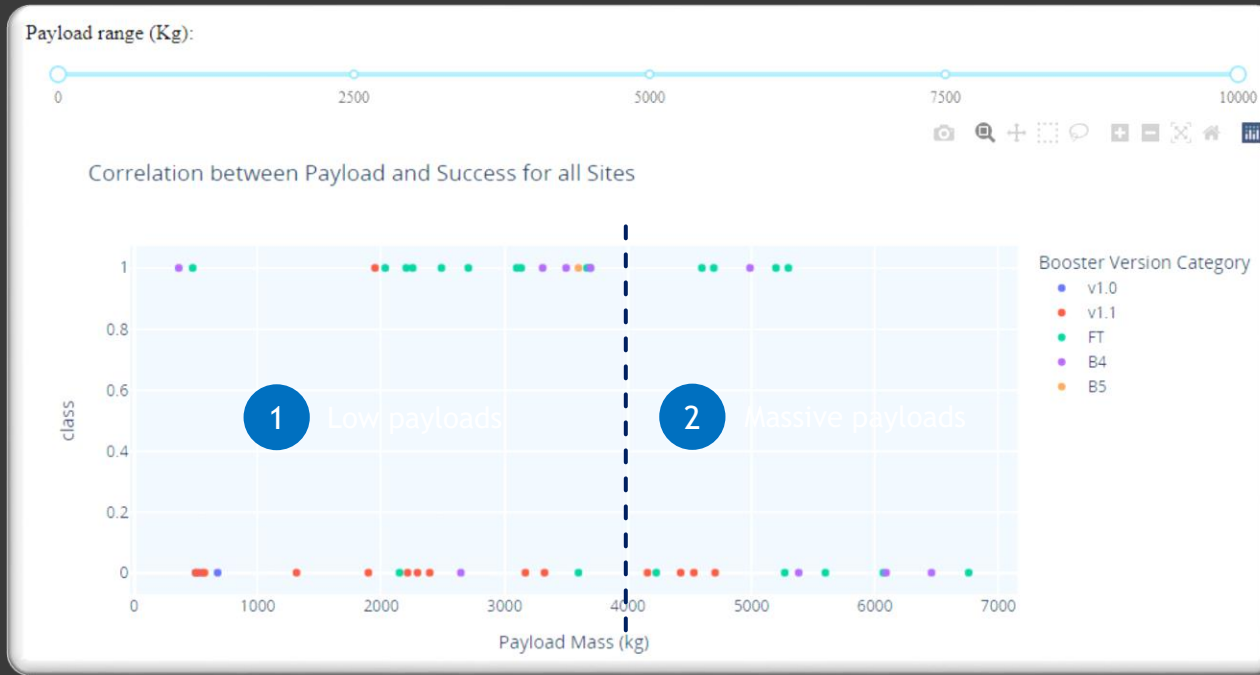 Payload range (Kg):
0 2500 5000 7500 10000
Correlation between Payload and Success for all Sites
Booster Version Category
v1.0
v1.1
FT
B4
B5
1
0.8
0.6
0.4
0.2
0
class
1 Low payloads
2 Massive payloads
0 1000 2000 3000 4000 5000 6000 7000
Payload Mass (kg)